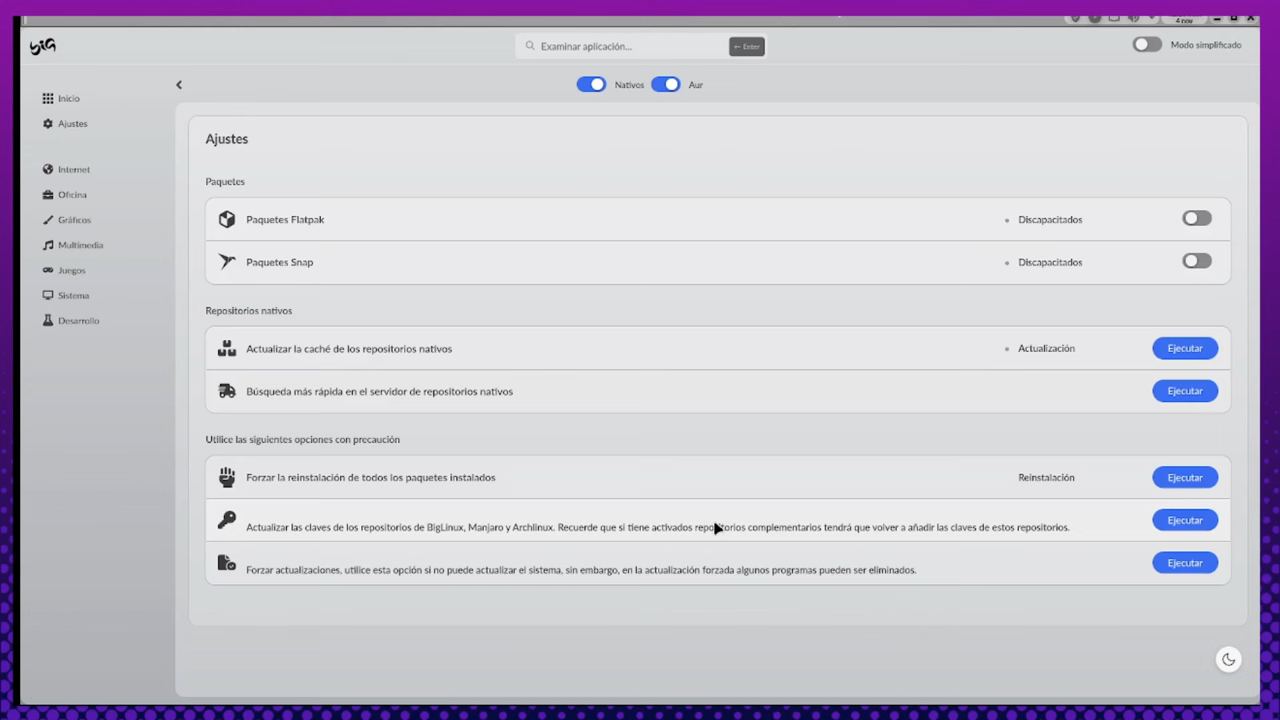 4 nov
BIG
Examinar aplicación...
← Enter
Modo simplificado
Nativos
Aur
Inicio
Ajustes
Internet
Oficina
Gráficos
Multimedia
Juegos
Sistema
Desarrollo
Ajustes
Paquetes
Paquetes Flatpak
Discapacitados
Paquetes Snap
Discapacitados
Repositorios nativos
Actualizar la caché de los repositorios nativos
Actualización
Ejecutar
Búsqueda más rápida en el servidor de repositorios nativos
Ejecutar
Utilice las siguientes opciones con precaución
Forzar la reinstalación de todos los paquetes instalados
Reinstalación
Ejecutar
Actualizar las claves de los repositorios de BigLinux, Manjaro y Archlinux. Recuerde que si tiene activados repositorios complementarios tendrá que volver a añadir las claves de estos repositorios.
Ejecutar
Forzar actualizaciones, utilice esta opción si no puede actualizar el sistema, sin embargo, en la actualización forzada algunos programas pueden ser eliminados.
Ejecutar